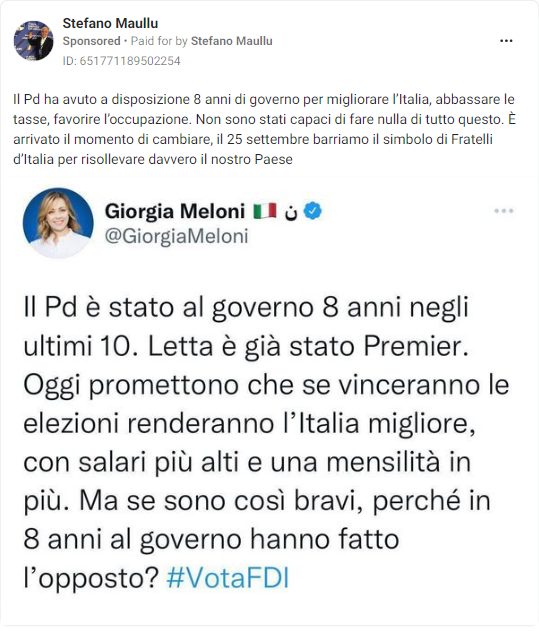 Stefano Maullu
Sponsored • Paid for by Stefano Maullu
ID: 651771189502254
Il Pd ha avuto a disposizione 8 anni di governo per migliorare l’Italia, abbassare le
tasse, favorire l’occupazione. Non sono stati capaci di fare nulla di tutto questo. È
arrivato il momento di cambiare, il 25 settembre barriamo il simbolo di Fratelli
d’Italia per risollevare davvero il nostro Paese
Giorgia Meloni 🇮🇹 ن
@GiorgiaMeloni
Il Pd è stato al governo 8 anni negli
ultimi 10. Letta è già stato Premier.
Oggi promettono che se vinceranno le
elezioni renderanno l’Italia migliore,
con salari più alti e una mensilità in
più. Ma se sono così bravi, perché in
8 anni al governo hanno fatto
l’opposto? #VotaFDI